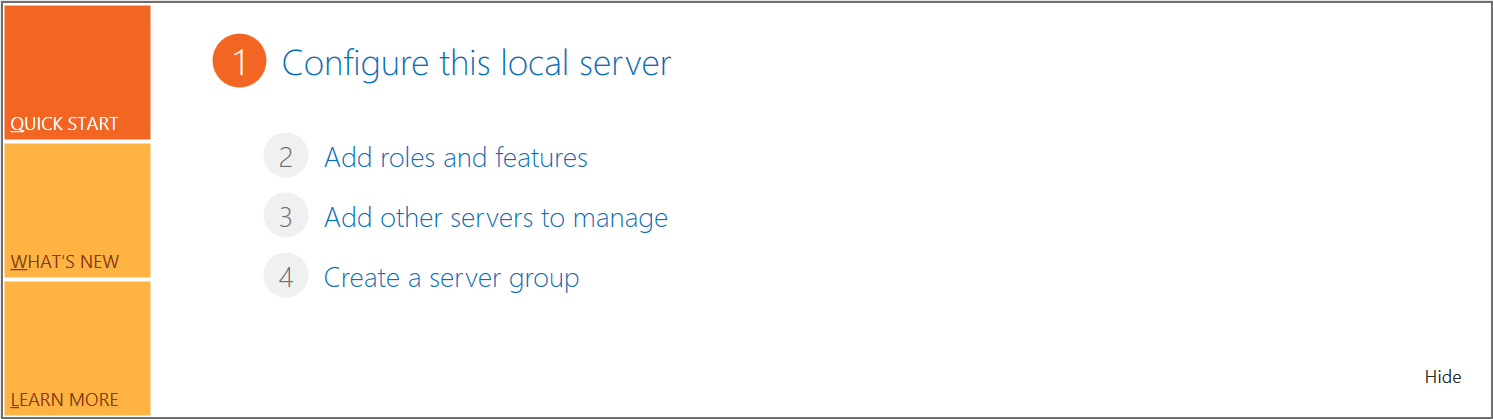 1 Configure this local server
QUICK START
2 Add roles and features
3 Add other servers to manage
WHAT'S NEW
4 Create a server group
Hide
LEARN MORE